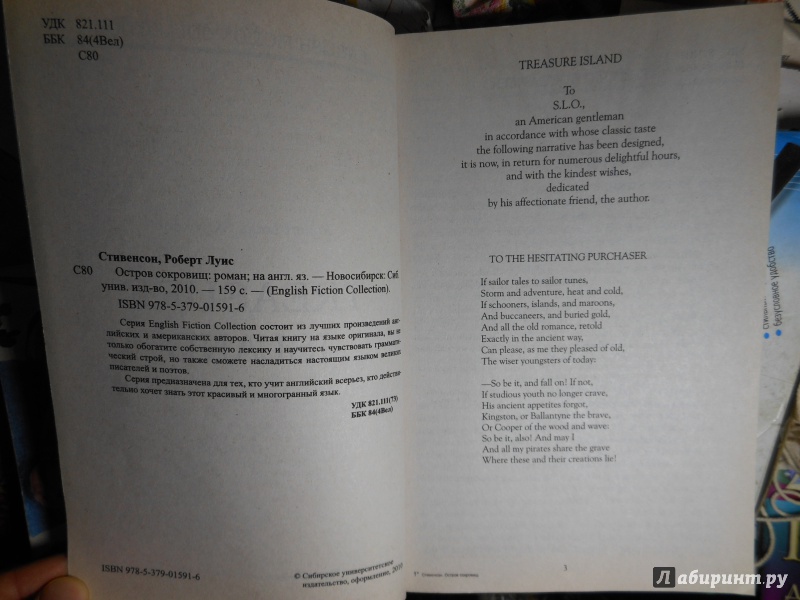 УДК 821.111
ББК 84(4Вел)
С80
Стивенсон, Роберт Луис
С80 Остров сокровищ: роман; на англ. яз. — Новосибирск: Сиб.
унив. изд-во, 2010. — 159 с. — (English Fiction Collection).
ISBN 978-5-379-01591-6
Серия English Fiction Collection состоит из лучших произведений анг-
лийских и американских авторов. Читая книгу на языке оригинала, вы не
только обогатите собственную лексику и научитесь чувствовать граммати-
ческий строй, но также сможете насладиться настоящим языком великих
писателей и поэтов.
Серия предназначена для тех, кто учит английский всерьез, кто действи-
тельно хочет знать этот красивый и многогранный язык.
УДК 821.111(73)
ББК 84(4Вел)
ISBN 978-5-379-01591-6
© Сибирское университетское
издательство, оформление, 2010
TREASURE ISLAND
To
S.L.O.,
an American gentleman
in accordance with whose classic taste
the following narrative has been designed,
it is now, in return for numerous delightful hours,
and with the kindest wishes,
dedicated
by his affectionate friend, the author.
TO THE HESITATING PURCHASER
If sailor tales to sailor tunes,
Storm and adventure, heat and cold,
If schooners, islands, and maroons,
And buccaneers, and buried gold,
And all the old romance, retold
Exactly in the ancient way,
Can please, as me they pleased of old,
The wiser youngsters of today:
—So be it, and fall on! If not,
If studious youth no longer crave,
His ancient appetites forgot,
Kingston, or Ballantyne the brave,
Or Cooper of the wood and wave:
So be it, also! And may I
And all my pirates share the grave
Where these and their creations lie!
3
1* Стивенсон. Остров сокровищ
• безусловное удобство
Лабиринт.ру